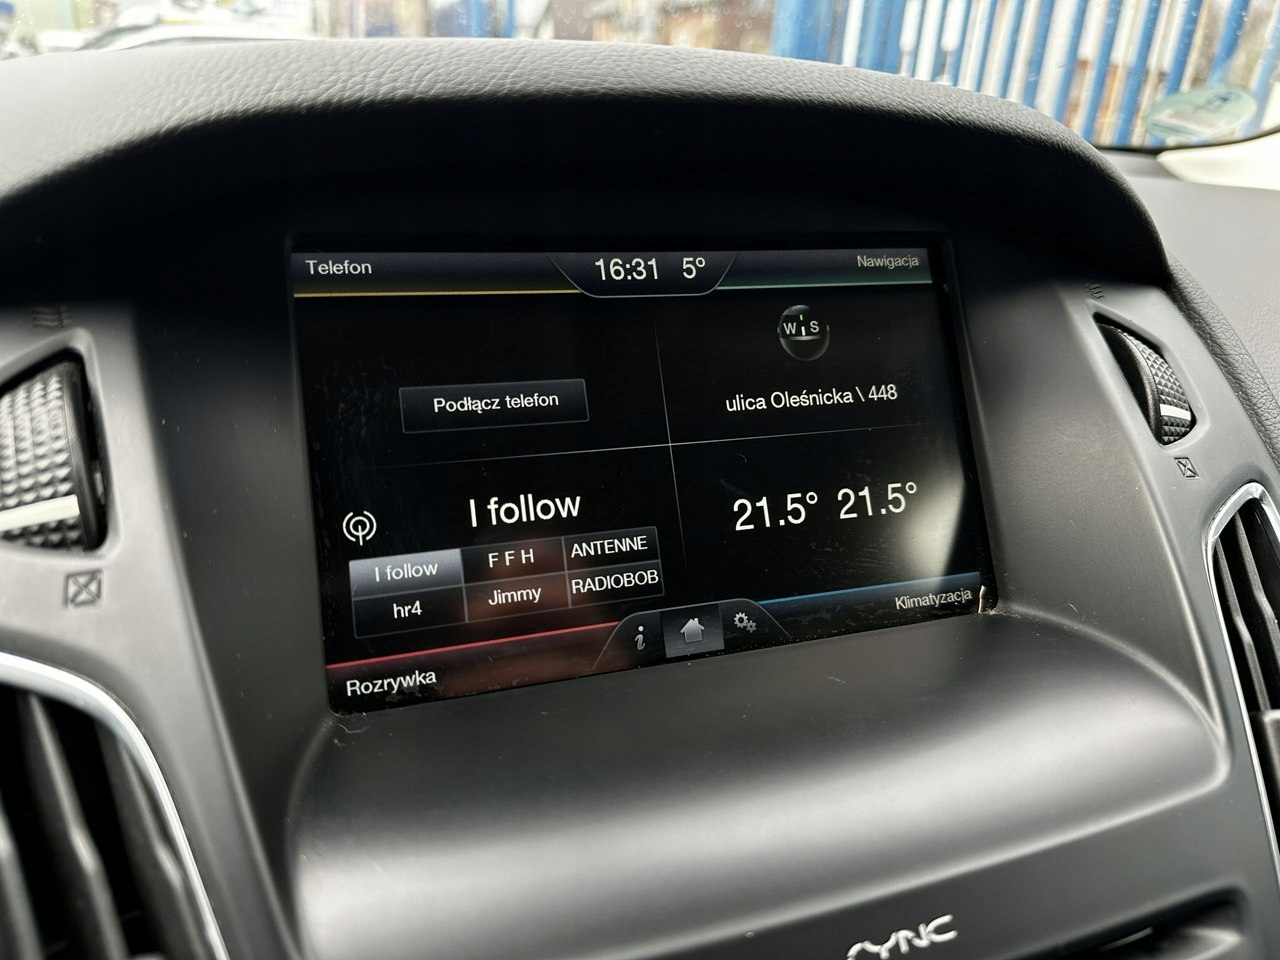 Telefon
16:31 5°
Nawigacja
W S
Podłącz telefon
ulica Oleśnicka \ 448
I follow
21.5° 21.5°
I follow
F F H
ANTENNE
hr4
Jimmy
RADIOBOB
i
Klimatyzacja
Rozrywka
SYNC